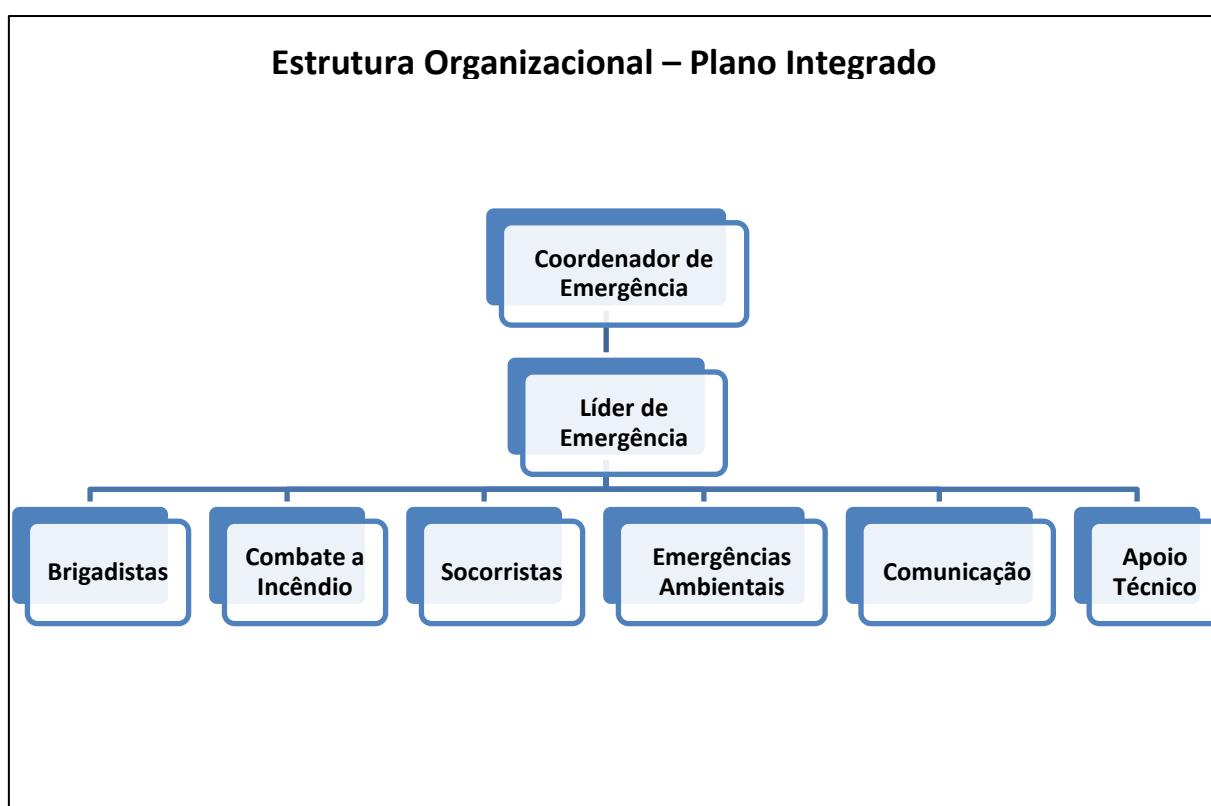 Estrutura Organizacional – Plano Integrado
Coordenador de
Emergência
Líder de
Emergência
Brigadistas
Combate a
Incêndio
Socorristas
Emergências
Ambientais
Comunicação
Apoio
Técnico